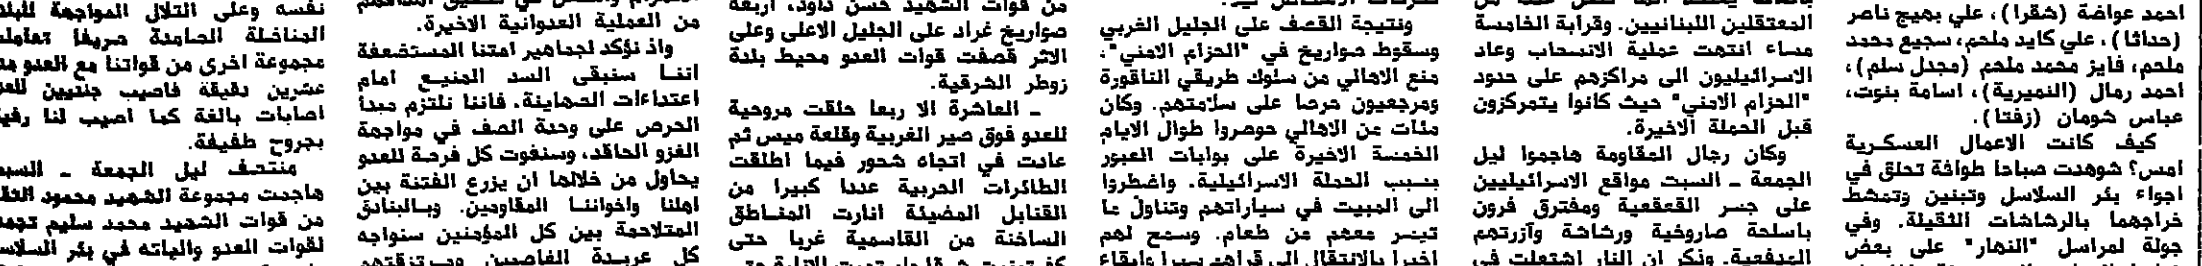 احمد عواضة (شقرا)، علي بهيج ناصر
(حداثا)، علي كايد ملحم، سجيع محمد
ملحم، فايز محمد ملحم (مجدل سلم)،
احمد رمال (النميرية)، اسامة بنوت،
عباس شومان (زفتا).
كيف كانت الاعمال العسكرية
امس؟ شوهدت صباحا طوافة تحلق في
اجواء بئر السلاسل وتبنين وتمشط
خراجهما بالرشاشات الثقيلة. وفي
جولة لمراسل "النهار" على بعض
المعتقلين اللبنانيين. وقرابة الخامسة
مساء انتهت عملية الانسحاب وعاد
الاسرائيليون الى مراكزهم على حدود
"الحزام الامني" حيث كانوا يتمركزون
قبل الحملة الاخيرة.
وكان رجال المقاومة هاجموا ليل
الجمعة - السبت مواقع الاسرائيليين
على جسر القعقعية ومفترق فرون
باسلحة صاروخية ورشاشة وآزرتهم
المدفعية. وذكر ان النار اشتعلت في
ونتيجة القصف على الجليل الغربي
وسقوط صواريخ في "الحزام الامني"،
منع الاهالي من سلوك طريقي الناقورة
ومرجعيون حرصا على سلامتهم. وكان
مئات من الاهالي حوصروا طوال الايام
الخمسة الاخيرة على بوابات العبور
بسبب الحملة الاسرائيلية. واضطروا
الى المبيت في سياراتهم وتناول ما
تيسر معهم من طعام. وسمح لهم
اخيرا بالانتقال الى قراهم سيرا وابقاء
من قوات الشهيد حسن داود، اربعة
صواريخ غراد على الجليل الاعلى وعلى
الاثر قصفت قوات العدو محيط بلدة
زوطر الشرقية.
- العاشرة الا ربعا حلقت مروحية
للعدو فوق صير الغربية وقلعة ميس ثم
عادت في اتجاه شحور فيما اطلقت
الطائرات الحربية عددا كبيرا من
القنابل المضيئة انارت المناطق
الساخنة من القاسمية غربا حتى
من العملية العدوانية الاخيرة.
واذ نؤكد لجماهير امتنا المستضعفة
اننا سنبقى السد المنيع امام
اعتداءات الصهاينة، فاننا نلتزم مبدأ
الحرص على وحدة الصف في مواجهة
الغزو الحاقد، وسنفوت كل فرصة للعدو
يحاول من خلالها ان يزرع الفتنة بين
اهلنا واخواننا المقاومين. وبالبنادق
المتلاحمة بين كل المؤمنين سنواجه
كل عربدة الغاصبين
نفسه وعلى التلال المواجهة
المناضلة الصامدة صريفا
مجموعة اخرى من قواتنا مع العدو
عشرين دقيقة فاصيب جنديين
اصابات بالغة كما اصيب لنا
بجروح طفيفة.
منتصف ليل الجمعة -
هاجمت مجموعة الشهيد محمود
من قوات الشهيد محمد سليم
لقوات العدو والياته في بئر